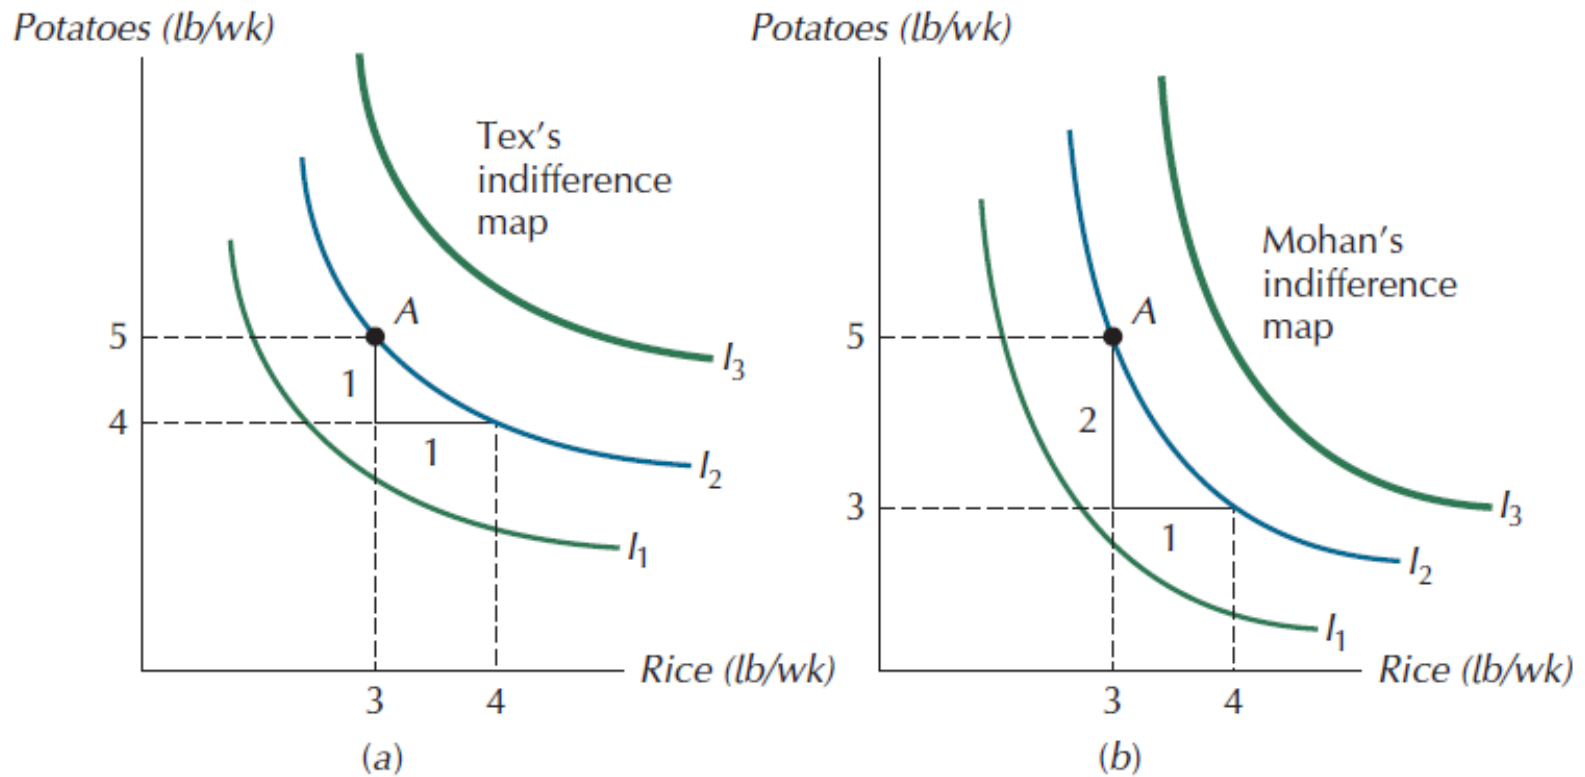 Potatoes (lb/wk)
Tex's
indifference
map
A
5
1
4
1
I3
I2
I1
3
4
Rice (lb/wk)
(a)
Potatoes (lb/wk)
Mohan's
indifference
map
A
5
2
3
1
I3
I2
I1
3
4
Rice (lb/wk)
(b)